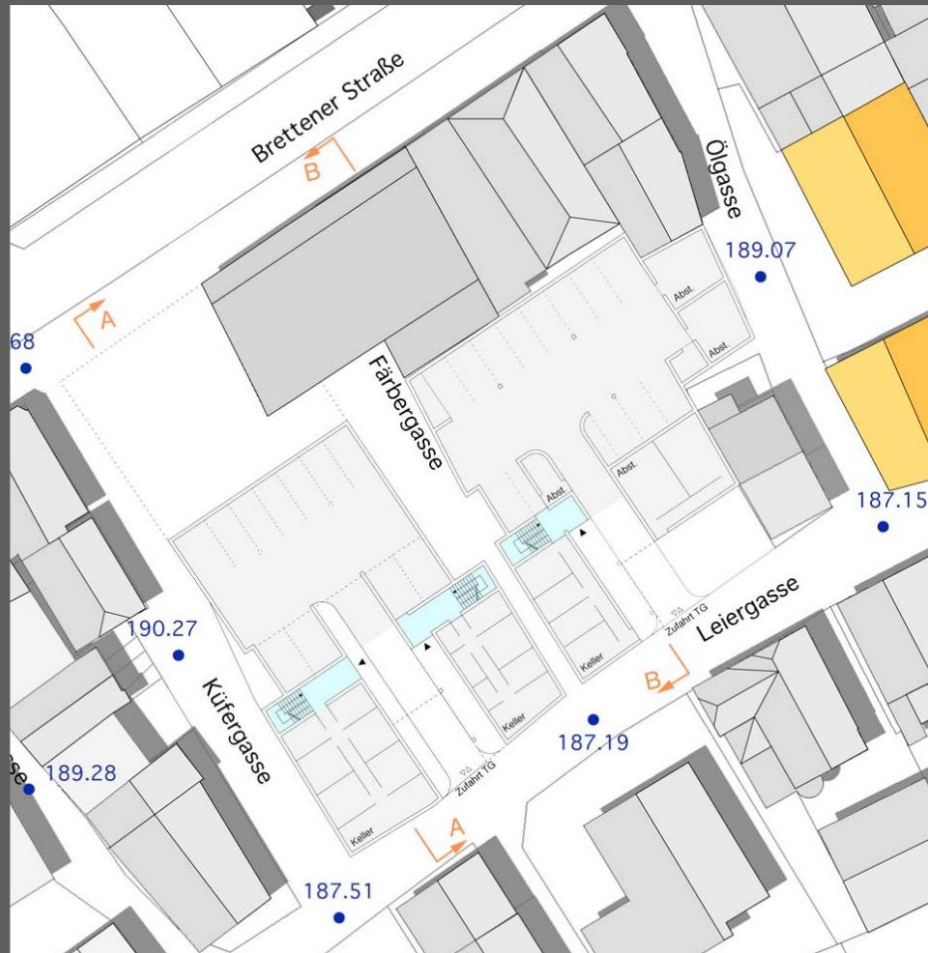 Brettener Straße
B
Ölgasse
189.07
Abst.
A
68
Abst.
Färbergasse
Abst.
Abst.
187.15
Leiergasse
Zufahrt TG
190.27
Keller
B
Küfergasse
Keller
187.19
189.28
Zufahrt TG
Keller
A
187.51